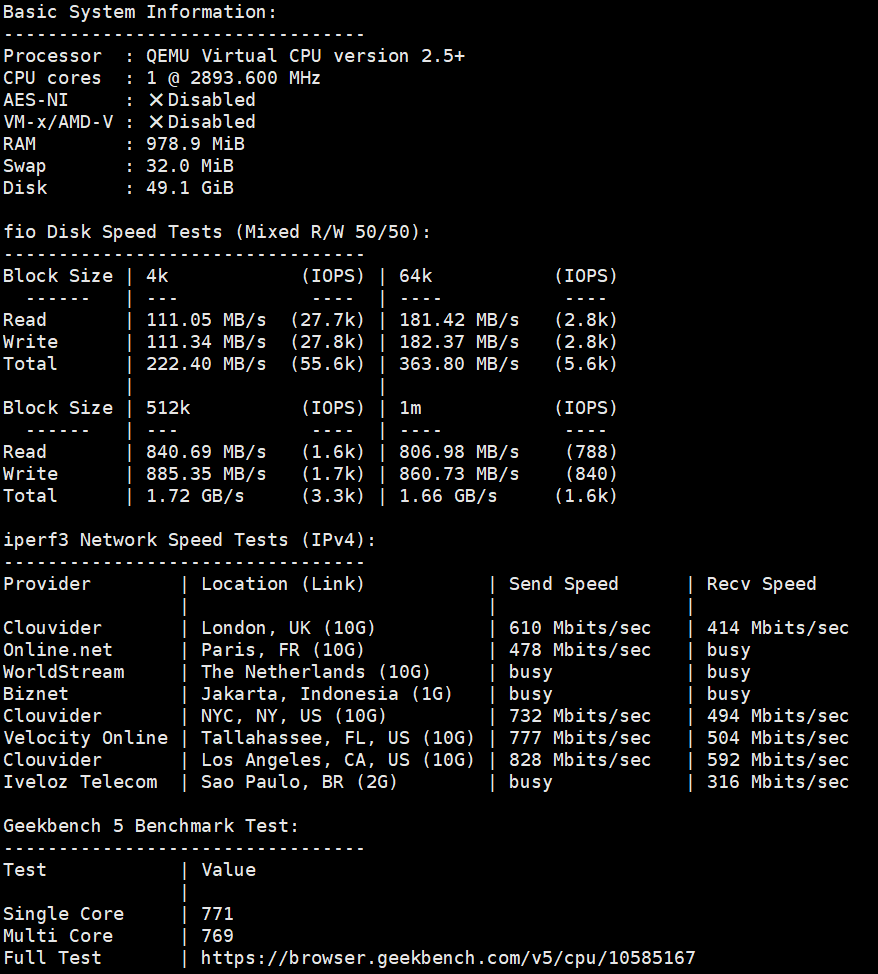 Basic System Information:
---------------------------------
Processor  : QEMU Virtual CPU version 2.5+
CPU cores  : 1 @ 2893.600 MHz
AES-NI     : ❌Disabled
VM-x/AMD-V : ❌Disabled
RAM        : 978.9 MiB
Swap       : 32.0 MiB
Disk       : 49.1 GiB

fio Disk Speed Tests (Mixed R/W 50/50):
---------------------------------
Block Size | 4k            (IOPS) | 64k           (IOPS)
  ------   | ---            ----  | ----           ----
Read       | 111.05 MB/s  (27.7k) | 181.42 MB/s   (2.8k)
Write      | 111.34 MB/s  (27.8k) | 182.37 MB/s   (2.8k)
Total      | 222.40 MB/s  (55.6k) | 363.80 MB/s   (5.6k)
           |                      |
Block Size | 512k          (IOPS) | 1m            (IOPS)
  ------   | ---            ----  | ----           ----
Read       | 840.69 MB/s   (1.6k) | 806.98 MB/s    (788)
Write      | 885.35 MB/s   (1.7k) | 860.73 MB/s    (840)
Total      | 1.72 GB/s     (3.3k) | 1.66 GB/s     (1.6k)

iperf3 Network Speed Tests (IPv4):
---------------------------------
Provider        | Location (Link)           | Send Speed      | Recv Speed
                |                           |                 |
Clouvider       | London, UK (10G)          | 610 Mbits/sec   | 414 Mbits/sec
Online.net      | Paris, FR (10G)           | 478 Mbits/sec   | busy
WorldStream     | The Netherlands (10G)     | busy            | busy
Biznet          | Jakarta, Indonesia (1G)   | busy            | busy
Clouvider       | NYC, NY, US (10G)         | 732 Mbits/sec   | 494 Mbits/sec
Velocity Online | Tallahassee, FL, US (10G) | 777 Mbits/sec   | 504 Mbits/sec
Clouvider       | Los Angeles, CA, US (10G) | 828 Mbits/sec   | 592 Mbits/sec
Iveloz Telecom  | Sao Paulo, BR (2G)        | busy            | 316 Mbits/sec

Geekbench 5 Benchmark Test:
---------------------------------
Test            | Value
                |
Single Core     | 771
Multi Core      | 769
Full Test       | https://browser.geekbench.com/v5/cpu/10585167